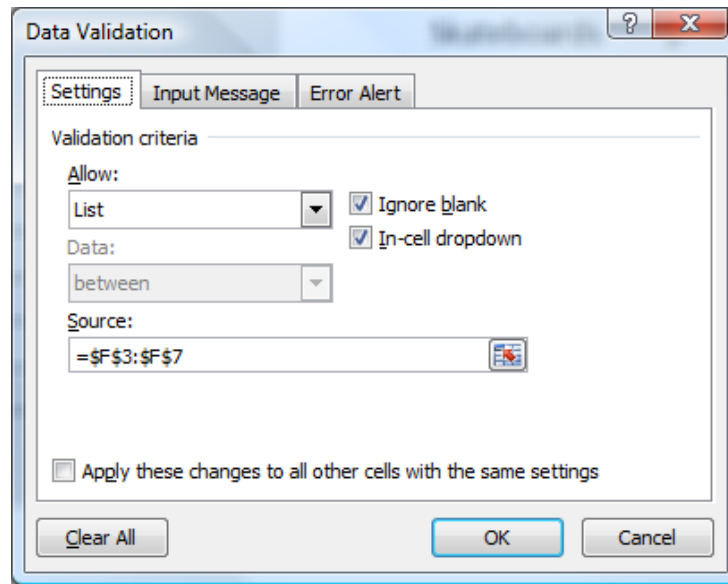 Data Validation
?
Settings Input Message Error Alert
Validation criteria
Allow:
List
Ignore blank
In-cell dropdown
Data:
between
Source:
=$F$3:$F$7
Apply these changes to all other cells with the same settings
Clear All OK Cancel